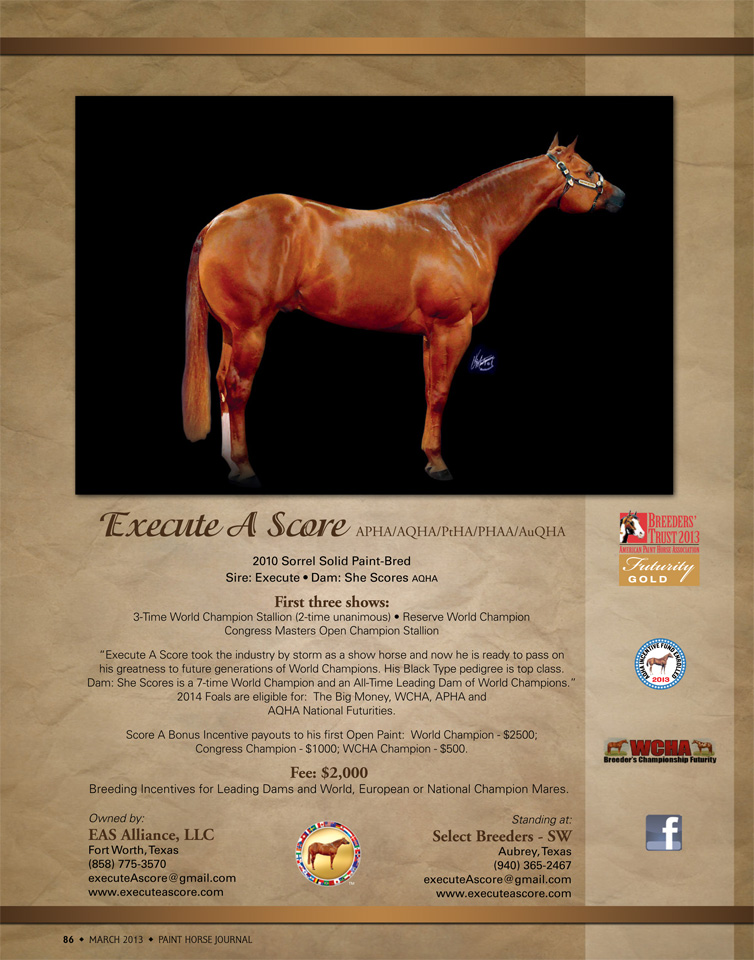 Execute A Score APHA/AQHA/PtHA/PHAA/AuQHA
2010 Sorrel Solid Paint-Bred
Sire: Execute • Dam: She Scores AQHA
First three shows:
3-Time World Champion Stallion (2-time unanimous) • Reserve World Champion
Congress Masters Open Champion Stallion
"Execute A Score took the industry by storm as a show horse and now he is ready to pass on
his greatness to future generations of World Champions. His Black Type pedigree is top class.
Dam: She Scores is a 7-time World Champion and an All-Time Leading Dam of World Champions."
2014 Foals are eligible for: The Big Money, WCHA, APHA and
AQHA National Futurities.
Score A Bonus Incentive payouts to his first Open Paint: World Champion - $2500;
Congress Champion - $1000; WCHA Champion - $500.
Fee: $2,000
Breeding Incentives for Leading Dams and World, European or National Champion Mares.
Owned by:
EAS Alliance, LLC
Fort Worth, Texas
(858) 775-3570
executeAscore@gmail.com
www.executeascore.com
Standing at:
Select Breeders - SW
Aubrey, Texas
(940) 365-2467
executeAscore@gmail.com
www.executeascore.com
BREEDERS'
TRUST 2013
AMERICAN PAINT HORSE ASSOCIATION
Futurity
GOLD
INCENTIVE FUND ENROLLED
2013
WCHA
Breeder's Championship Futurity
f
86 ◆ MARCH 2013 ◆ PAINT HORSE JOURNAL